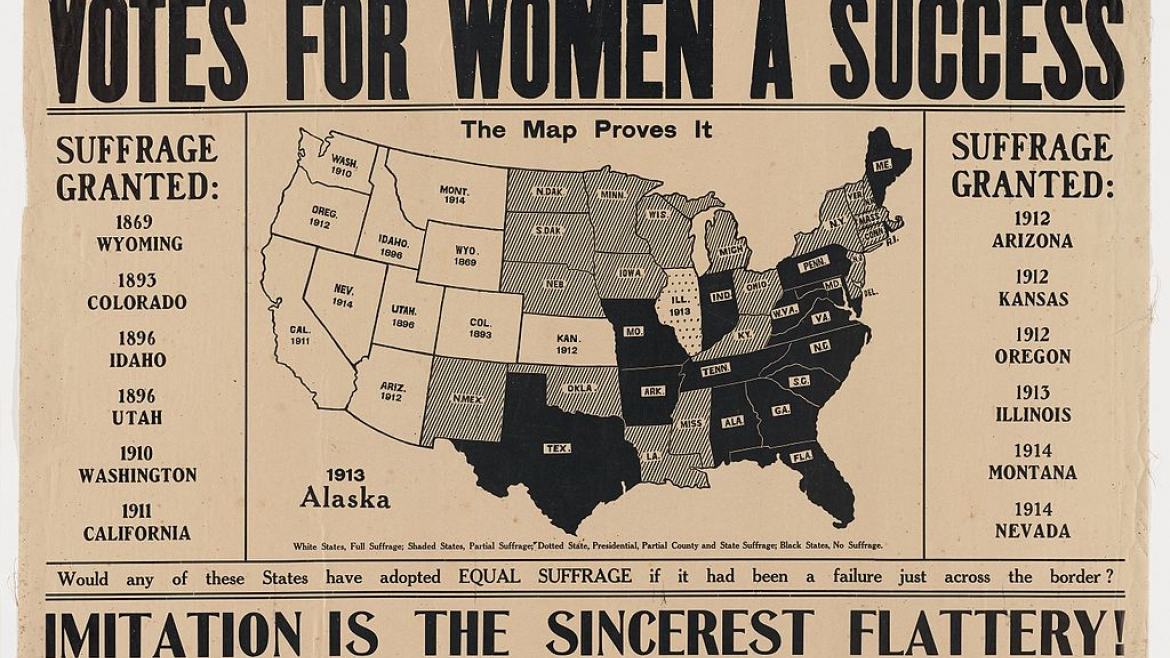 VOTES FOR WOMEN A SUCCESS
SUFFRAGE
GRANTED:
1869
WYOMING
1893
COLORADO
1896
IDAHO
1896
UTAH
1910
WASHINGTON
1911
CALIFORNIA
The Map Proves It
WASH.
1910
OREG.
1912
CAL.
1911
IDAHO.
1896
NEV.
1914
MONT.
1914
WYO.
1869
UTAH.
1896
COL.
1893
ARIZ.
1912
KAN.
1912
N.DAK.
S.DAK.
NEB.
N.MEX.
OKLA.
TEX.
MINN.
IOWA.
MO.
ARK.
LA.
WIS.
ILL.
1913
MICH.
IND.
OHIO.
KY.
TENN.
MISS.
ALA.
GA.
FLA.
S.C.
N.C.
VA.
W.VA.
MD.
DEL.
PENN.
N.J.
N.Y.
CONN.
R.I.
MASS.
ME.
1913
Alaska
White States, Full Suffrage; Shaded States, Partial Suffrage; Dotted State, Presidential, Partial County and State Suffrage; Black States, No Suffrage.
SUFFRAGE
GRANTED:
1912
ARIZONA
1912
KANSAS
1912
OREGON
1913
ILLINOIS
1914
MONTANA
1914
NEVADA
Would any of these States have adopted EQUAL SUFFRAGE if it had been a failure just across the border?
IMITATION IS THE SINCEREST FLATTERY!